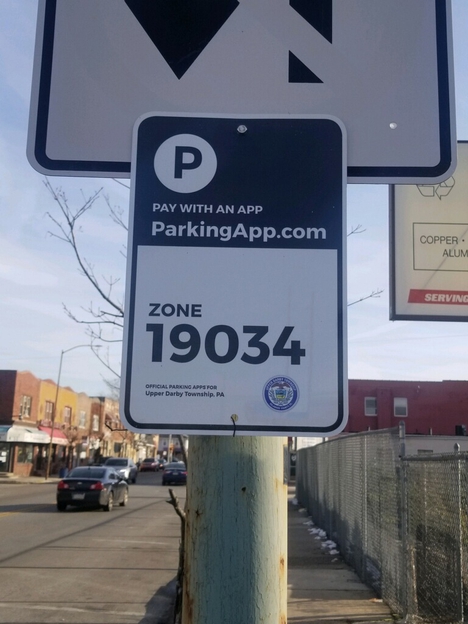 P
PAY WITH AN APP
ParkingApp.com
ZONE
19034
OFFICIAL PARKING APPS FOR
Upper Darby Township, PA
COPPER •
ALUM
SERVING